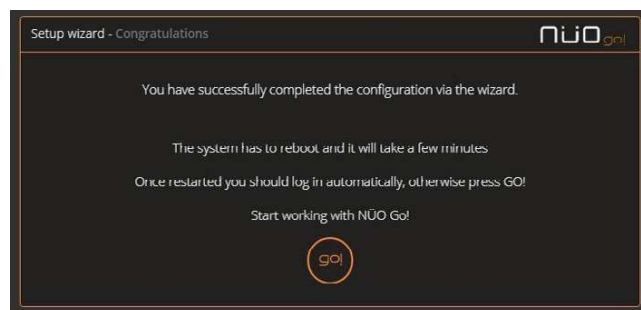 Setup wizard - Congratulations
NÜO go!
You have successfully completed the configuration via the wizard.
The system has to reboot and it will take a few minutes
Once restarted you should log in automatically, otherwise press GO!
Start working with NÜO Go!
go!